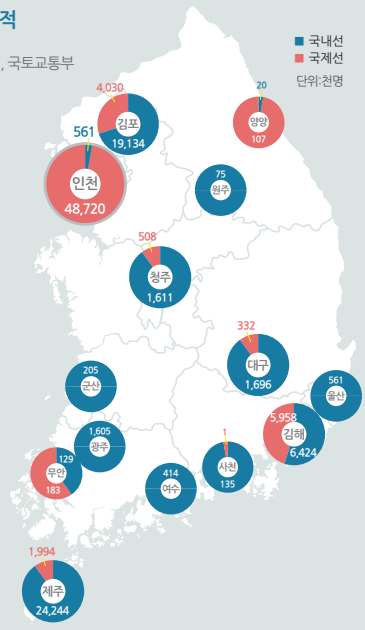 적
, 국토교통부
국내선
국제선
단위:천명
4,030
김포
19,134
20
양양
107
561
인천
48,720
75
원주
508
청주
1,611
332
대구
1,696
205
군산
561
울산
1,605
광주
5,958
김해
6,424
129
무안
183
1
사천
135
414
여수
1,994
제주
24,244